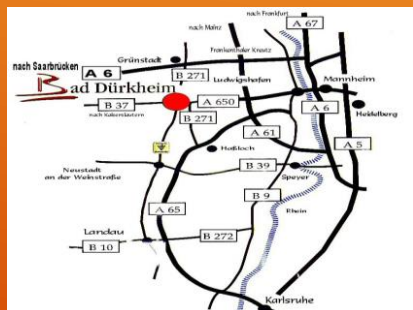 nach Frankfurt
nach Mainz
A 67
Frankenthaler Kreutz
nach Saarbrücken
Grünstadt
A 6
B 271
Ludwigshafen
Mannheim
Bad Dürkheim
B 37
A 650
nach Kaiserslautern
B 271
A 6
Heidelberg
A 61
A 5
Haßloch
Neustadt
an der Weinstraße
B 39
Speyer
B 9
A 65
Rhein
Landau
B 272
B 10
Karlsruhe